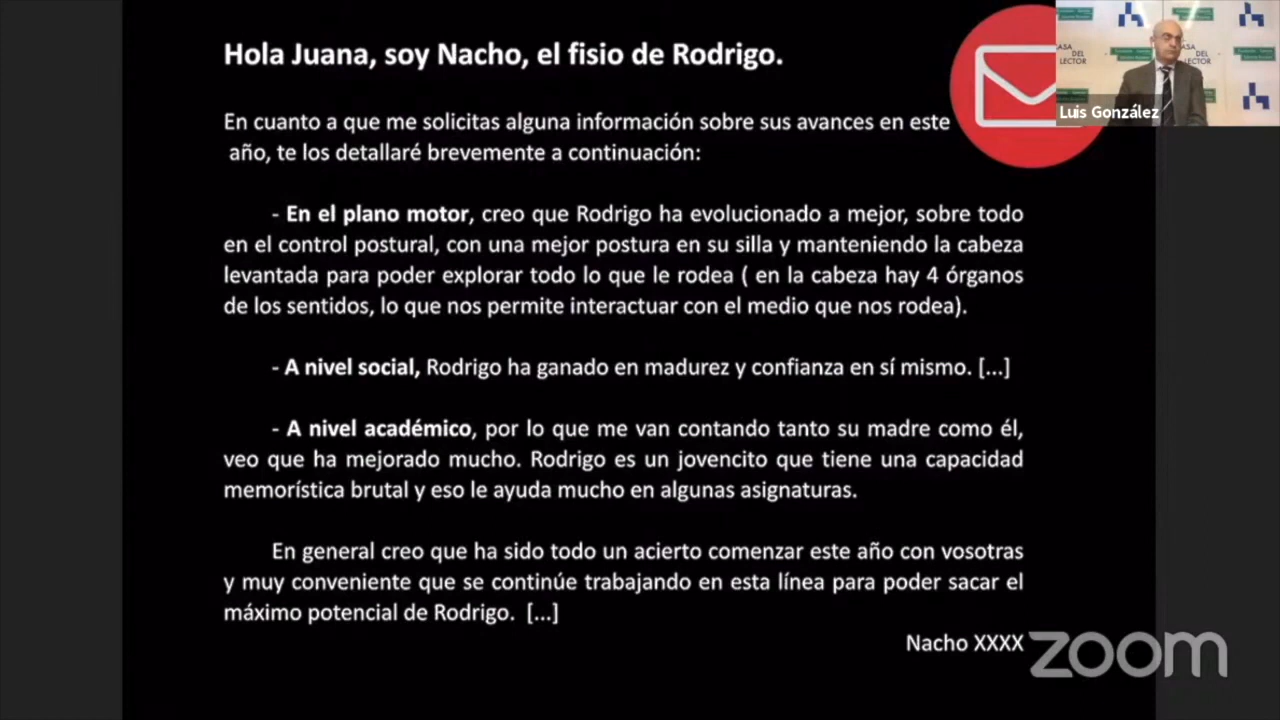 Hola Juana, soy Nacho, el fisio de Rodrigo.
En cuanto a que me solicitas alguna información sobre sus avances en este
año, te los detallaré brevemente a continuación:
- En el plano motor, creo que Rodrigo ha evolucionado a mejor, sobre todo
en el control postural, con una mejor postura en su silla y manteniendo la cabeza
levantada para poder explorar todo lo que le rodea ( en la cabeza hay 4 órganos
de los sentidos, lo que nos permite interactuar con el medio que nos rodea).
- A nivel social, Rodrigo ha ganado en madurez y confianza en sí mismo. [...]
- A nivel académico, por lo que me van contando tanto su madre como él,
veo que ha mejorado mucho. Rodrigo es un jovencito que tiene una capacidad
memorística brutal y eso le ayuda mucho en algunas asignaturas.
En general creo que ha sido todo un acierto comenzar este año con vosotras
y muy conveniente que se continúe trabajando en esta línea para poder sacar el
máximo potencial de Rodrigo. [...]
Nacho XXXX
zoom
Luis González
ASA
DEL
LECTOR
ASA
DEL
LECTOR